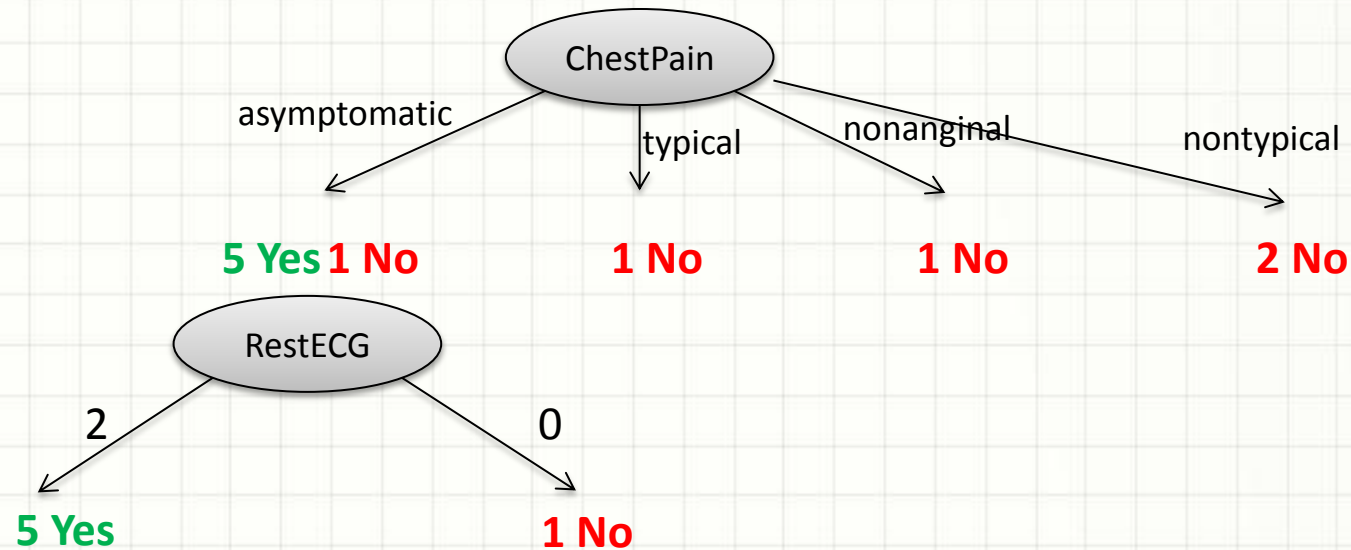 ChestPain
asymptomatic
typical
nonanginal
nontypical
5 Yes 1 No
1 No
1 No
2 No
RestECG
2
0
5 Yes
1 No